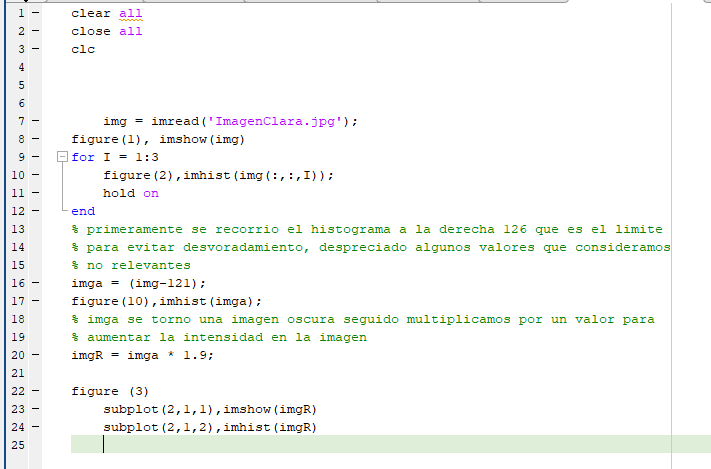 1 – clear all
2 – close all
3 – clc
4
5
6
7 – img = imread('ImagenClara.jpg');
8 – figure(1), imshow(img)
9 – for I = 1:3
10 – figure(2),imhist(img(:,:,I));
11 – hold on
12 – end
13 % primeramente se recorrio el histograma a la derecha 126 que es el limite
14 % para evitar desvoradamiento, despreciado algunos valores que consideramos
15 % no relevantes
16 – imga = (img-121);
17 – figure(10),imhist(imga);
18 % imga se torno una imagen oscura seguido multiplicamos por un valor para
19 % aumentar la intensidad en la imagen
20 – imgR = imga * 1.9;
21
22 – figure (3)
23 – subplot(2,1,1),imshow(imgR)
24 – subplot(2,1,2),imhist(imgR)
25